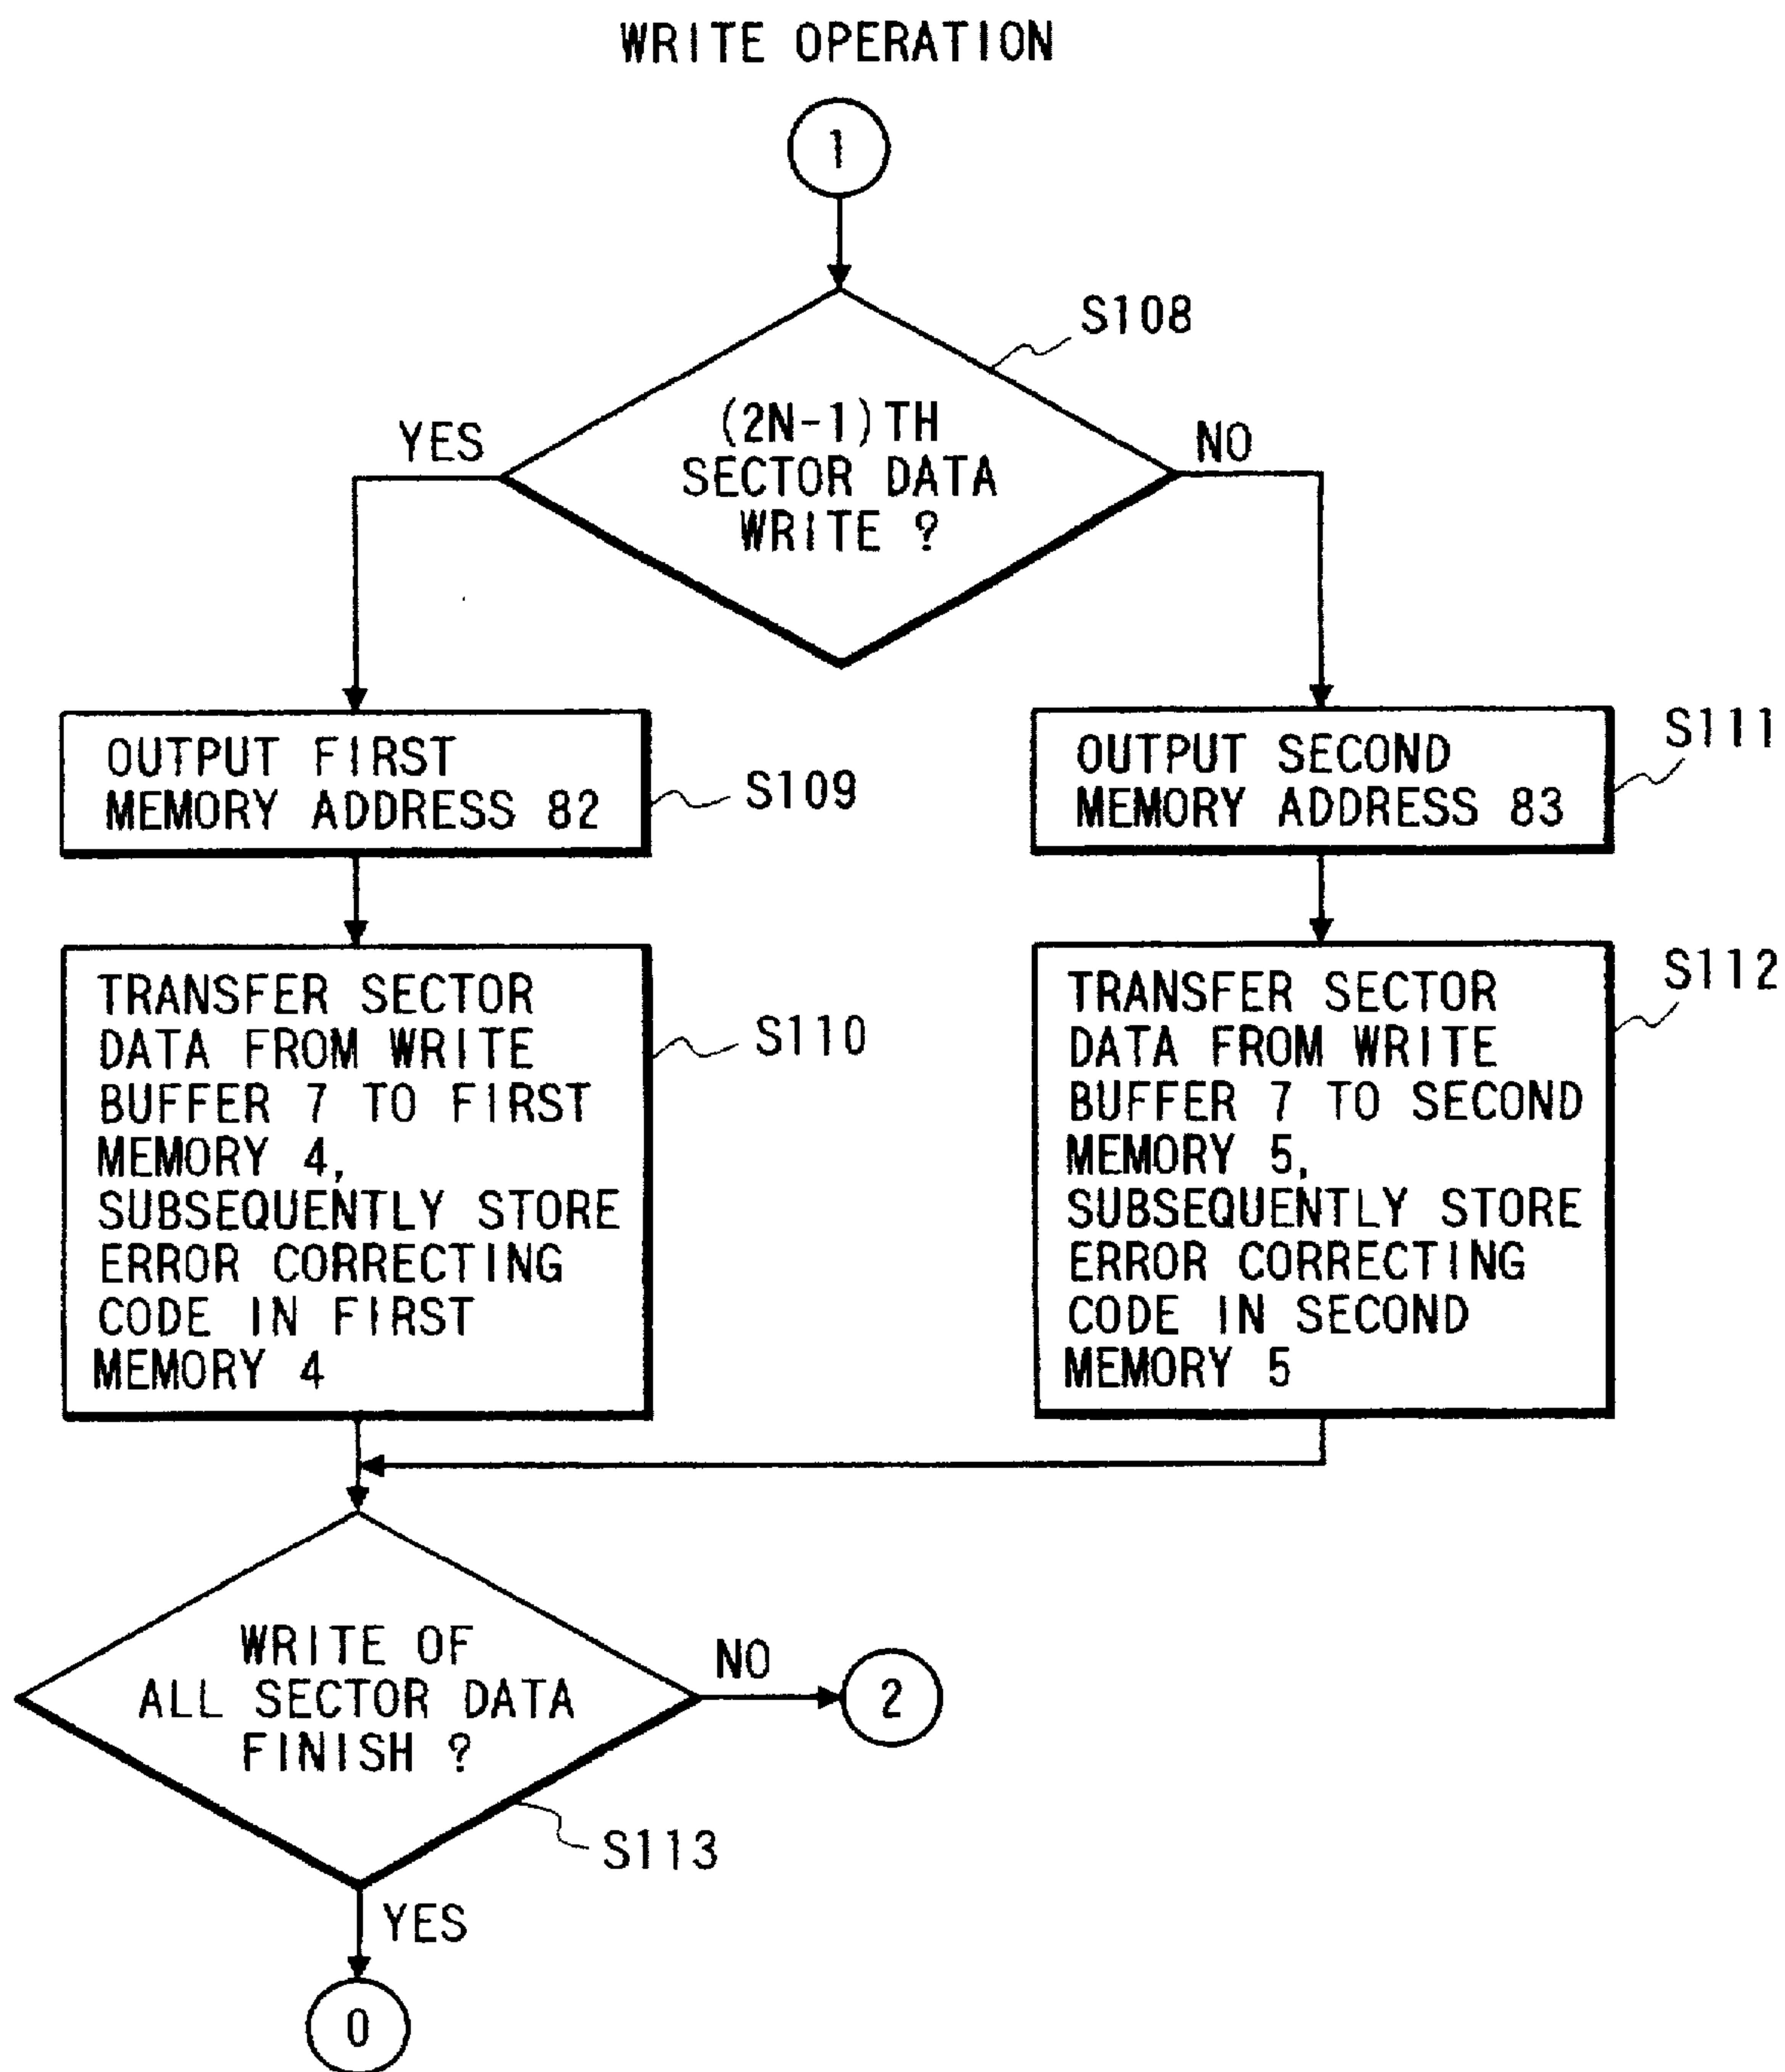 WRITE OPERATION
1
S108
(2N-1)TH
SECTOR DATA
WRITE ?
YES
NO
OUTPUT FIRST
MEMORY ADDRESS 82
S109
OUTPUT SECOND
MEMORY ADDRESS 83
S111
TRANSFER SECTOR
DATA FROM WRITE
BUFFER 7 TO FIRST
MEMORY 4,
SUBSEQUENTLY STORE
ERROR CORRECTING
CODE IN FIRST
MEMORY 4
S110
TRANSFER SECTOR
DATA FROM WRITE
BUFFER 7 TO SECOND
MEMORY 5,
SUBSEQUENTLY STORE
ERROR CORRECTING
CODE IN SECOND
MEMORY 5
S112
WRITE OF
ALL SECTOR DATA
FINISH ?
NO
2
S113
YES
0